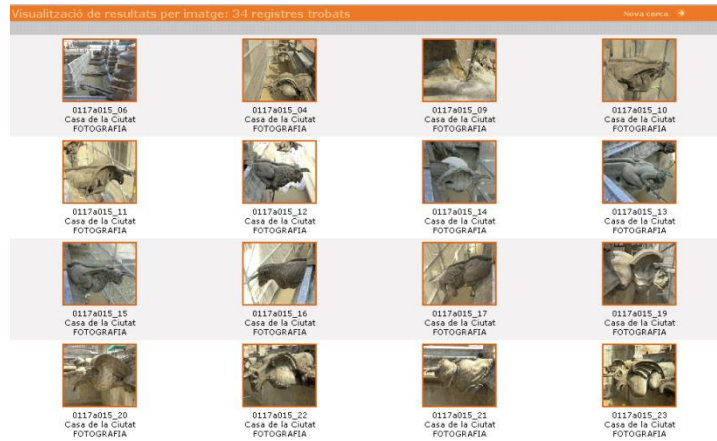 Visualització de resultats per imatge: 34 registres trobats
Nova cerca
0117a015_06
Casa de la Ciutat
FOTOGRAFIA
0117a015_04
Casa de la Ciutat
FOTOGRAFIA
0117a015_09
Casa de la Ciutat
FOTOGRAFIA
0117a015_10
Casa de la Ciutat
FOTOGRAFIA
0117a015_11
Casa de la Ciutat
FOTOGRAFIA
0117a015_12
Casa de la Ciutat
FOTOGRAFIA
0117a015_14
Casa de la Ciutat
FOTOGRAFIA
0117a015_13
Casa de la Ciutat
FOTOGRAFIA
0117a015_15
Casa de la Ciutat
FOTOGRAFIA
0117a015_16
Casa de la Ciutat
FOTOGRAFIA
0117a015_17
Casa de la Ciutat
FOTOGRAFIA
0117a015_19
Casa de la Ciutat
FOTOGRAFIA
0117a015_20
Casa de la Ciutat
FOTOGRAFIA
0117a015_22
Casa de la Ciutat
FOTOGRAFIA
0117a015_21
Casa de la Ciutat
FOTOGRAFIA
0117a015_23
Casa de la Ciutat
FOTOGRAFIA